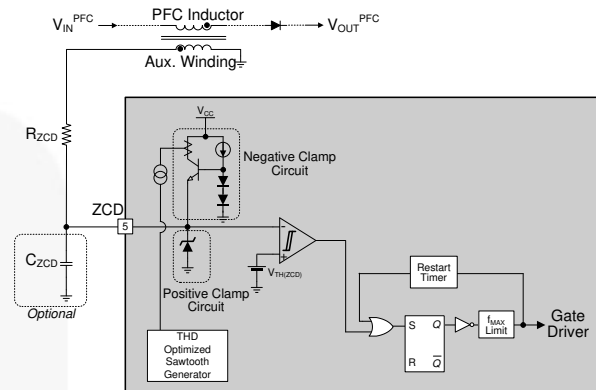 PFC Inductor
V_IN^PFC
V_OUT^PFC
Aux. Winding
R_ZCD
V_CC
Negative Clamp
Circuit
ZCD
5
-
+
V_TH(ZCD)
C_ZCD
Optional
Positive Clamp
Circuit
Restart
Timer
THD
Optimized
Sawtooth
Generator
S
Q
R
Q̅
f_MAX
Limit
Gate
Driver